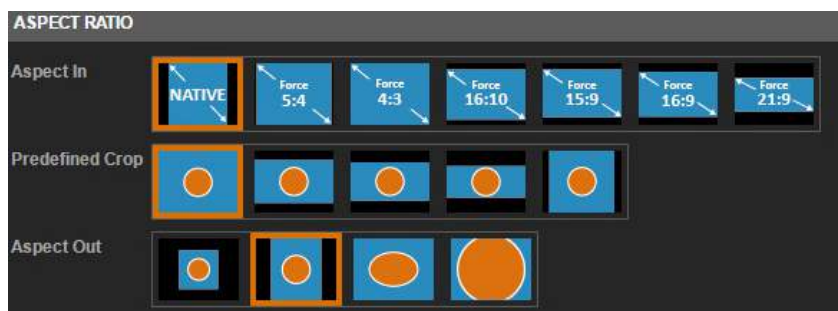 ASPECT RATIO
Aspect In
NATIVE
Force
5:4
Force
4:3
Force
16:10
Force
15:9
Force
16:9
Force
21:9
Predefined Crop
Aspect Out